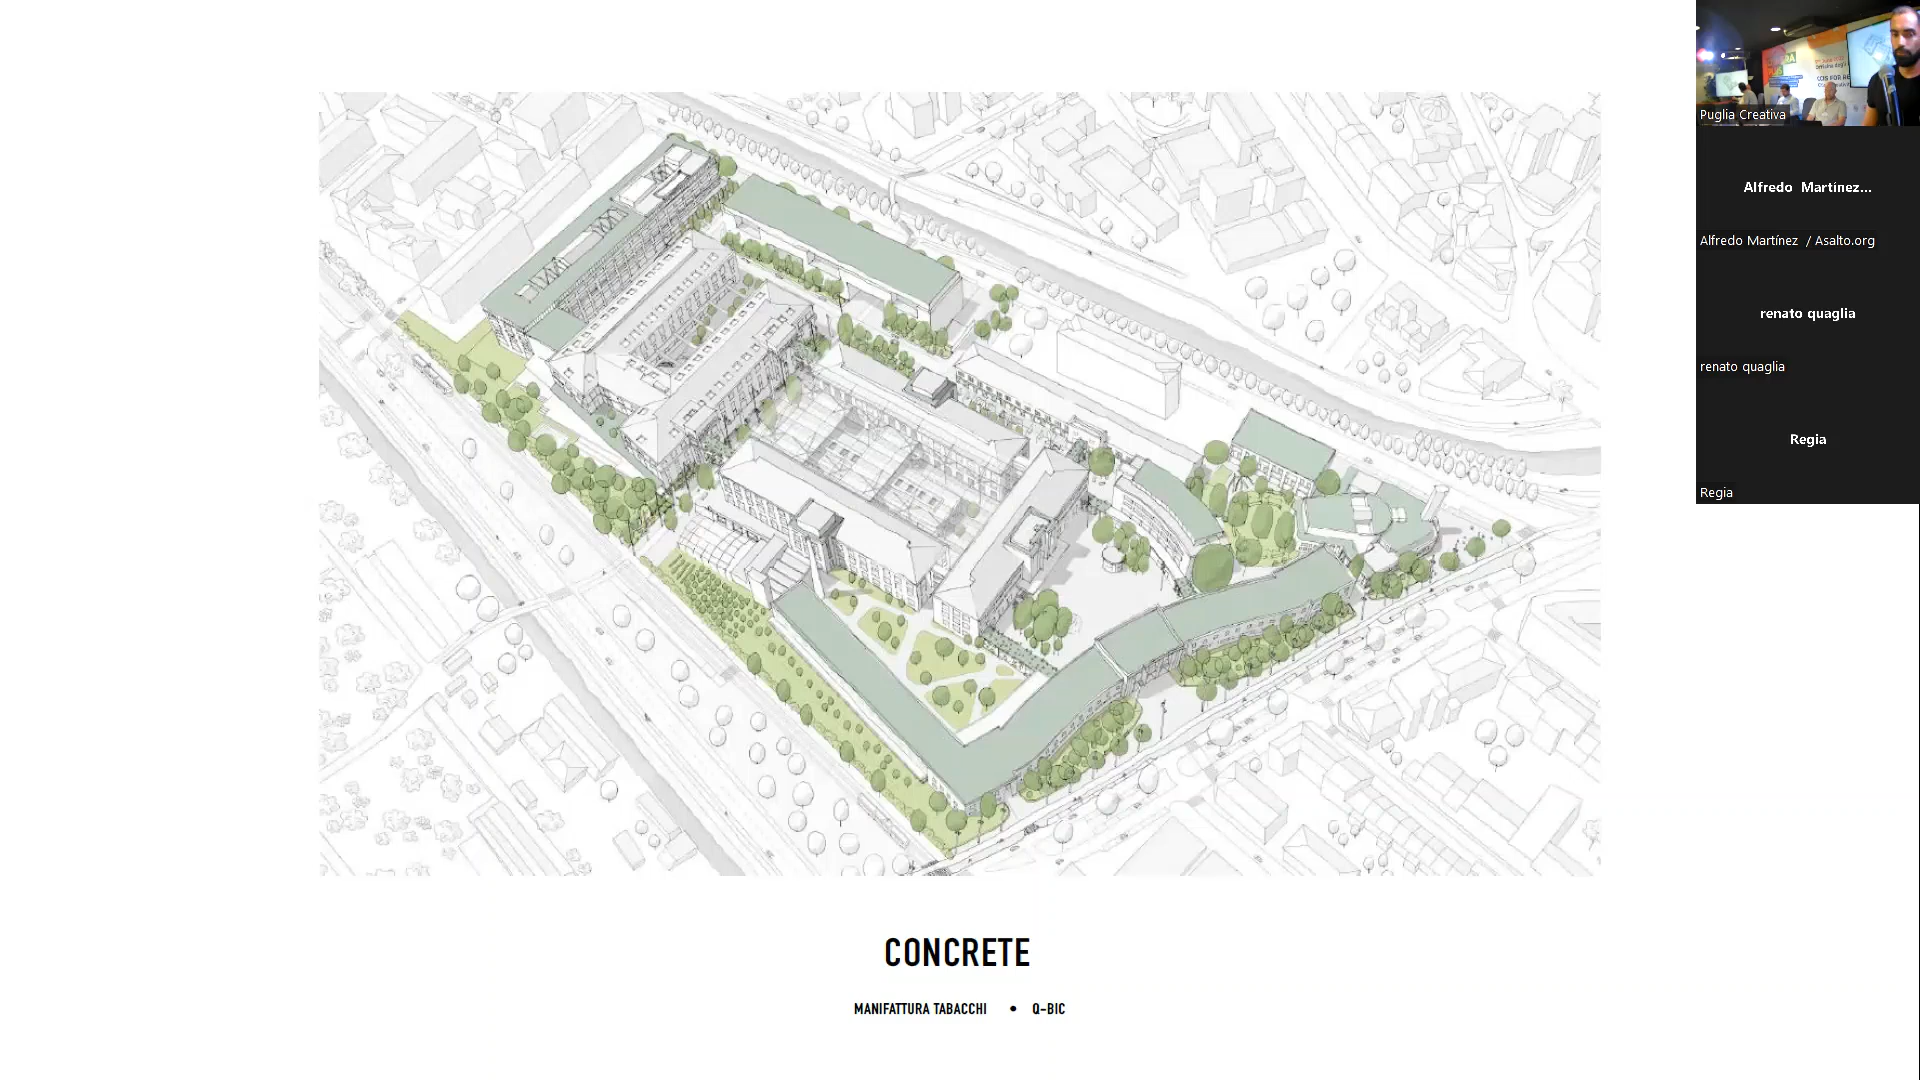 CONCRETE
MANIFATTURA TABACCHI • Q-BIC
Puglia Creativa
Alfredo Martínez...
Alfredo Martínez / Asalto.org
renato quaglia
renato quaglia
Regia
Regia